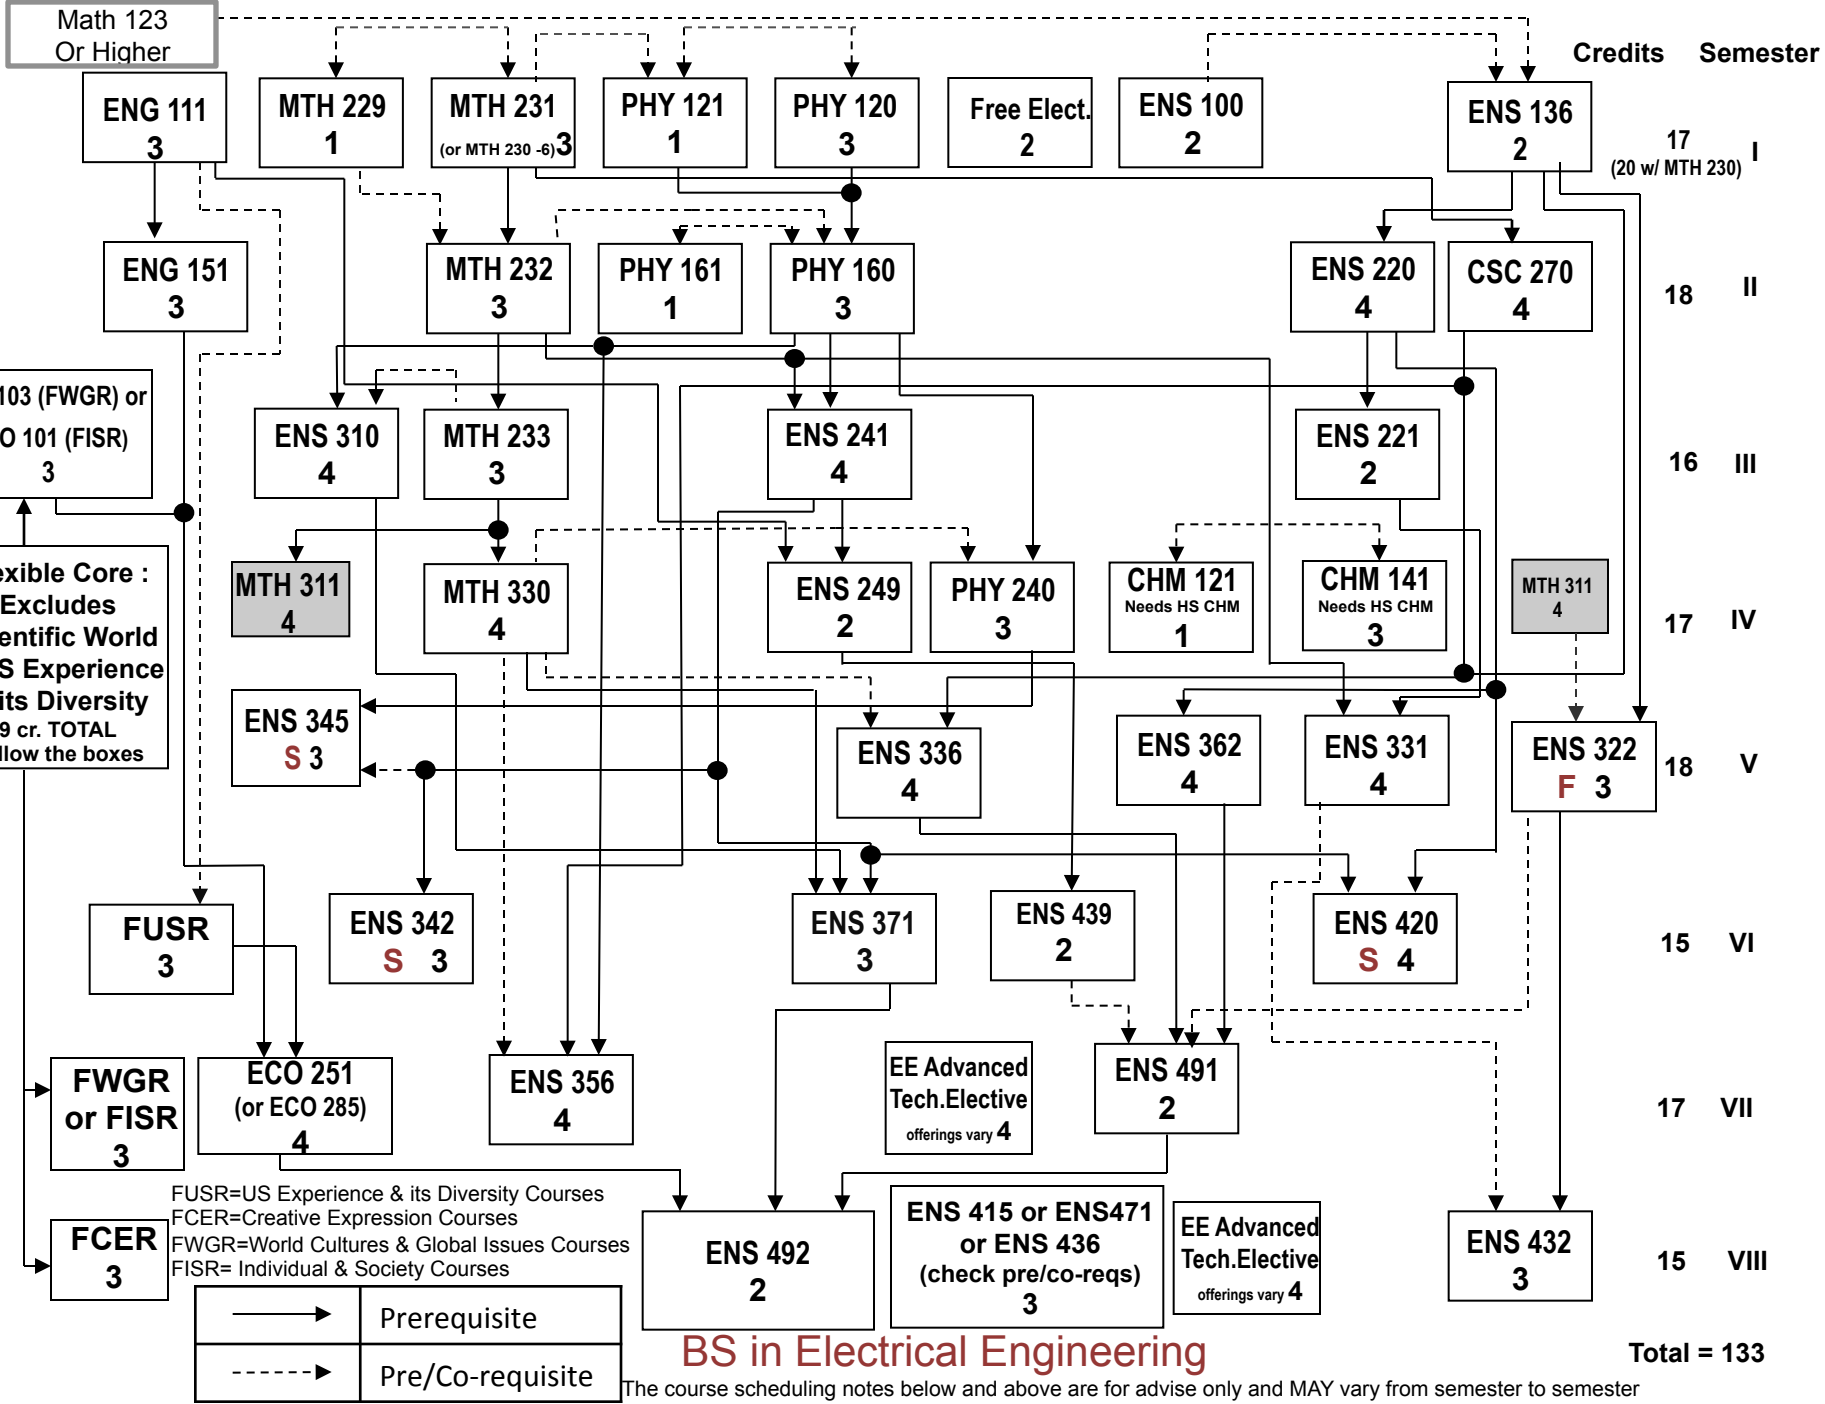 Math 123
Or Higher
Credits Semester
ENG 111
3
MTH 229
1
MTH 231
(or MTH 230 -6) 3
PHY 121
1
PHY 120
3
Free Elect.
2
ENS 100
2
ENS 136
2
17
(20 w/ MTH 230)
I
ENG 151
3
MTH 232
3
PHY 161
1
PHY 160
3
ENS 220
4
CSC 270
4
18 II
103 (FWGR) or
O 101 (FISR)
3
ENS 310
4
MTH 233
3
ENS 241
4
ENS 221
2
16 III
exible Core :
Excludes
entific World
S Experience
its Diversity
9 cr. TOTAL
llow the boxes
MTH 311
4
MTH 330
4
ENS 249
2
PHY 240
3
CHM 121
Needs HS CHM
1
CHM 141
Needs HS CHM
3
MTH 311
4
17 IV
ENS 345
S 3
ENS 336
4
ENS 362
4
ENS 331
4
ENS 322
F 3
18 V
FUSR
3
ENS 342
S 3
ENS 371
3
ENS 439
2
ENS 420
S 4
15 VI
FWGR
or FISR
3
ECO 251
(or ECO 285)
4
ENS 356
4
EE Advanced
Tech.Elective
offerings vary 4
ENS 491
2
17 VII
FUSR=US Experience & its Diversity Courses
FCER=Creative Expression Courses
FWGR=World Cultures & Global Issues Courses
FISR= Individual & Society Courses
FCER
3
ENS 492
2
ENS 415 or ENS471
or ENS 436
(check pre/co-reqs)
3
EE Advanced
Tech.Elective
offerings vary 4
ENS 432
3
15 VIII
Prerequisite
Pre/Co-requisite
BS in Electrical Engineering
Total = 133
The course scheduling notes below and above are for advise only and MAY vary from semester to semester